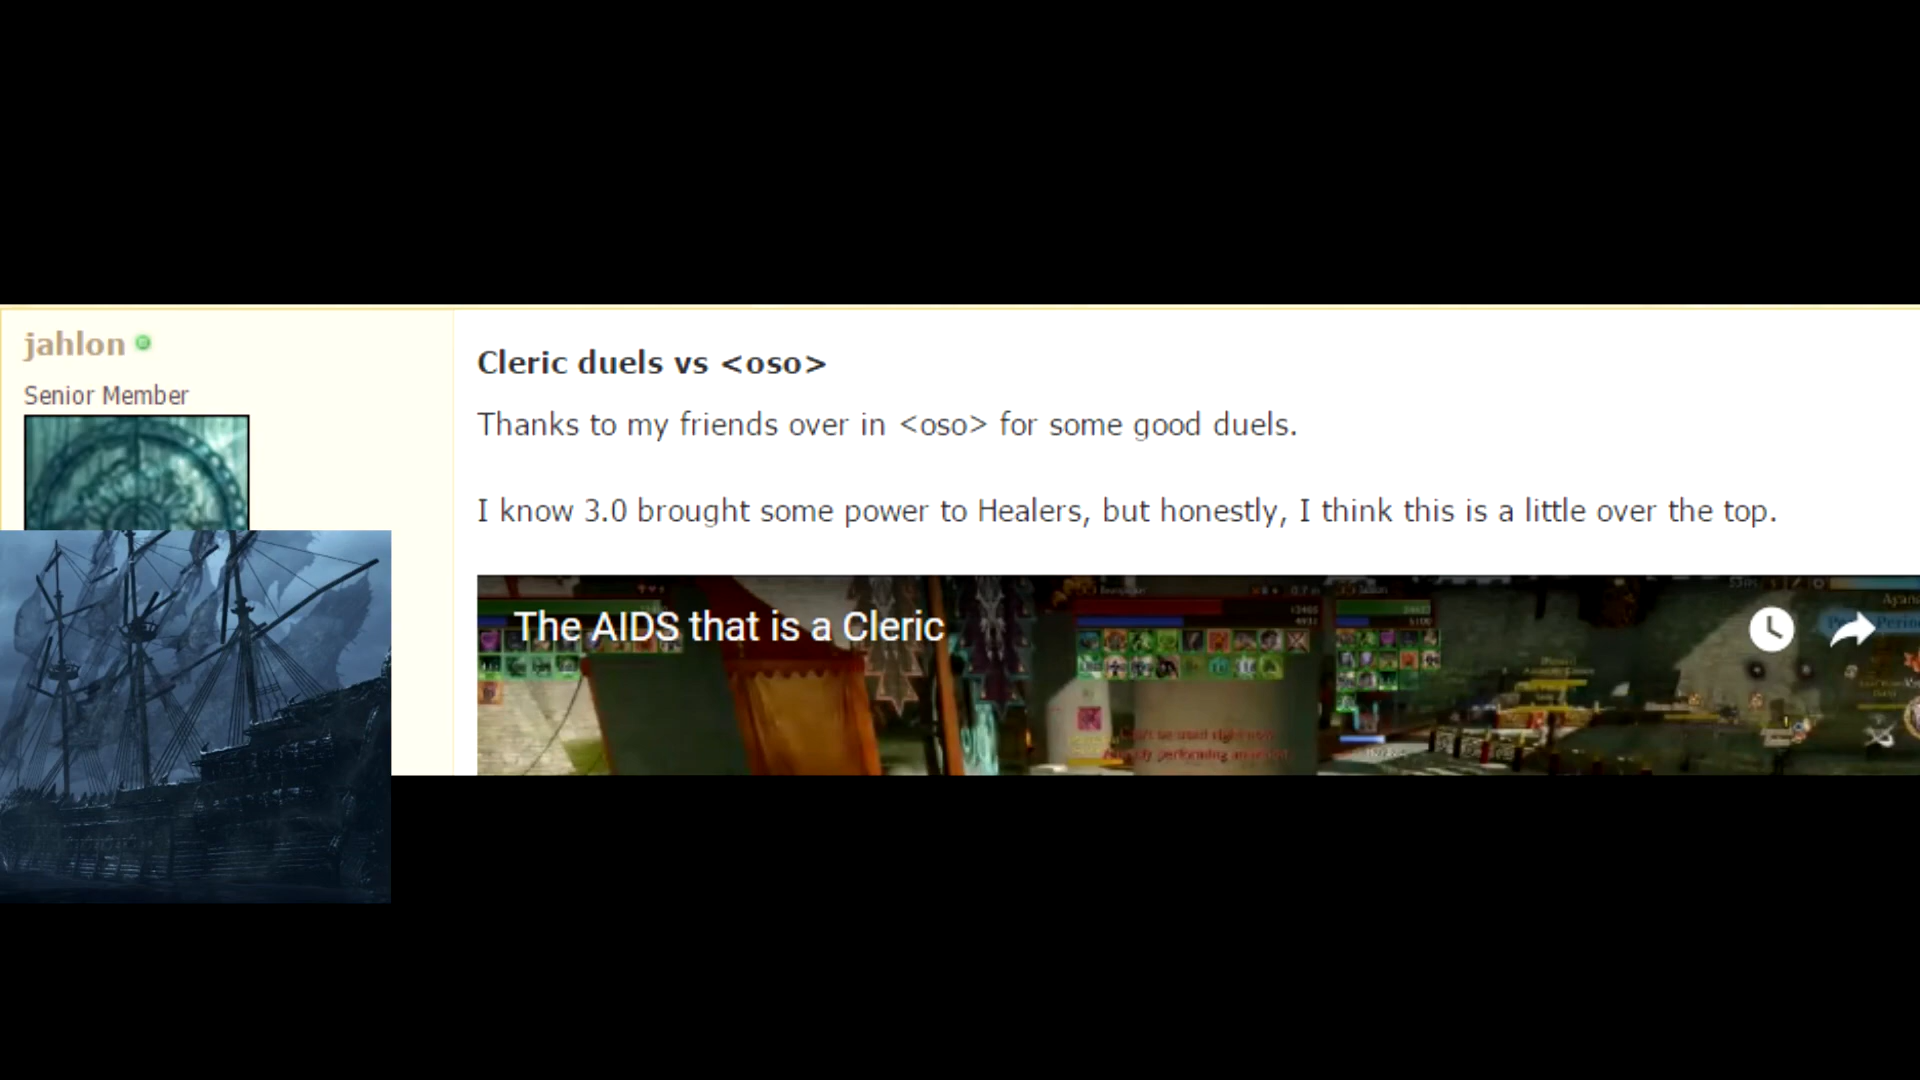 jahlon
Senior Member
Cleric duels vs <oso>
Thanks to my friends over in <oso> for some good duels.
I know 3.0 brought some power to Healers, but honestly, I think this is a little over the top.
The AIDS that is a Cleric